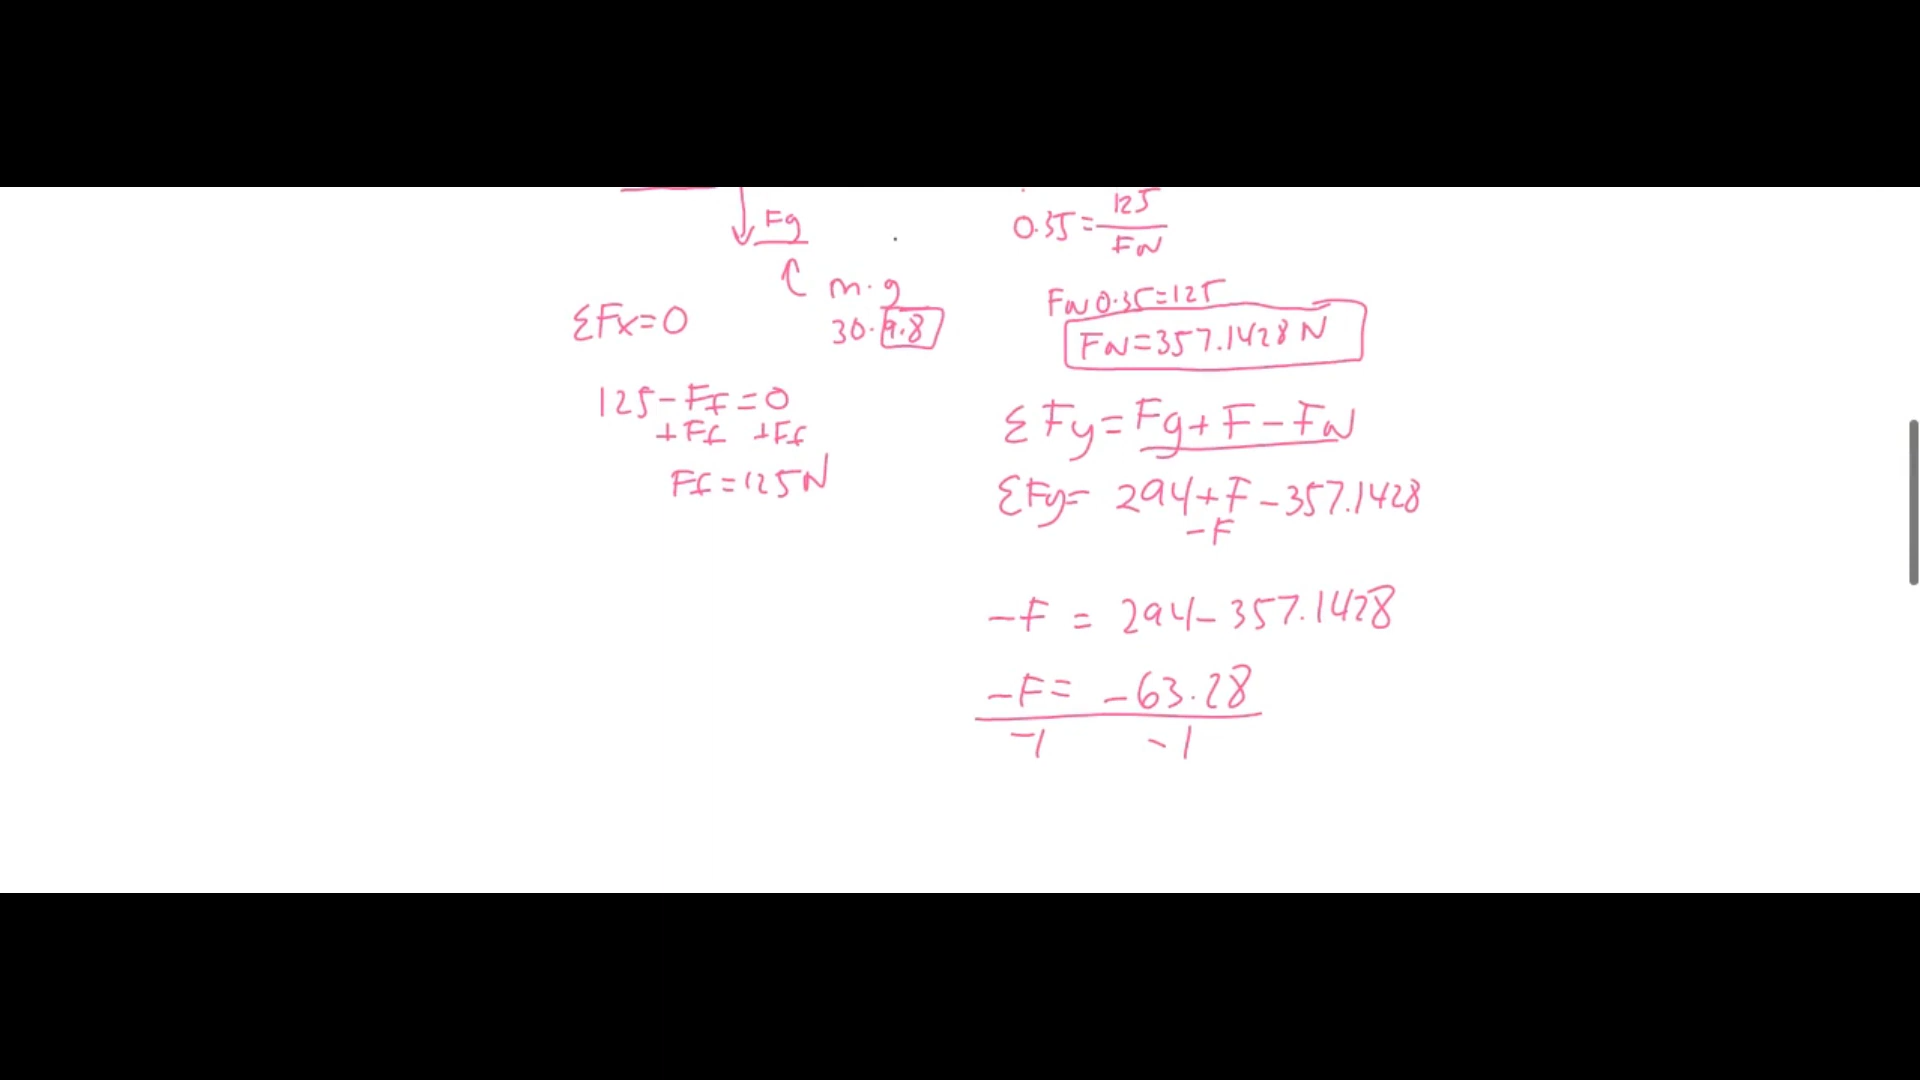 Fg
m.g
30.9.8
ΣFx=0
125-Ff=0
+Ff +Ff
Ff=125N
0.35=125/FN
FN0.35=125
FN=357.1428 N
ΣFy=Fg+F-FN
ΣFy= 294+F-357.1428
-F
-F = 294-357.1428
-F= -63.28
-1 -1